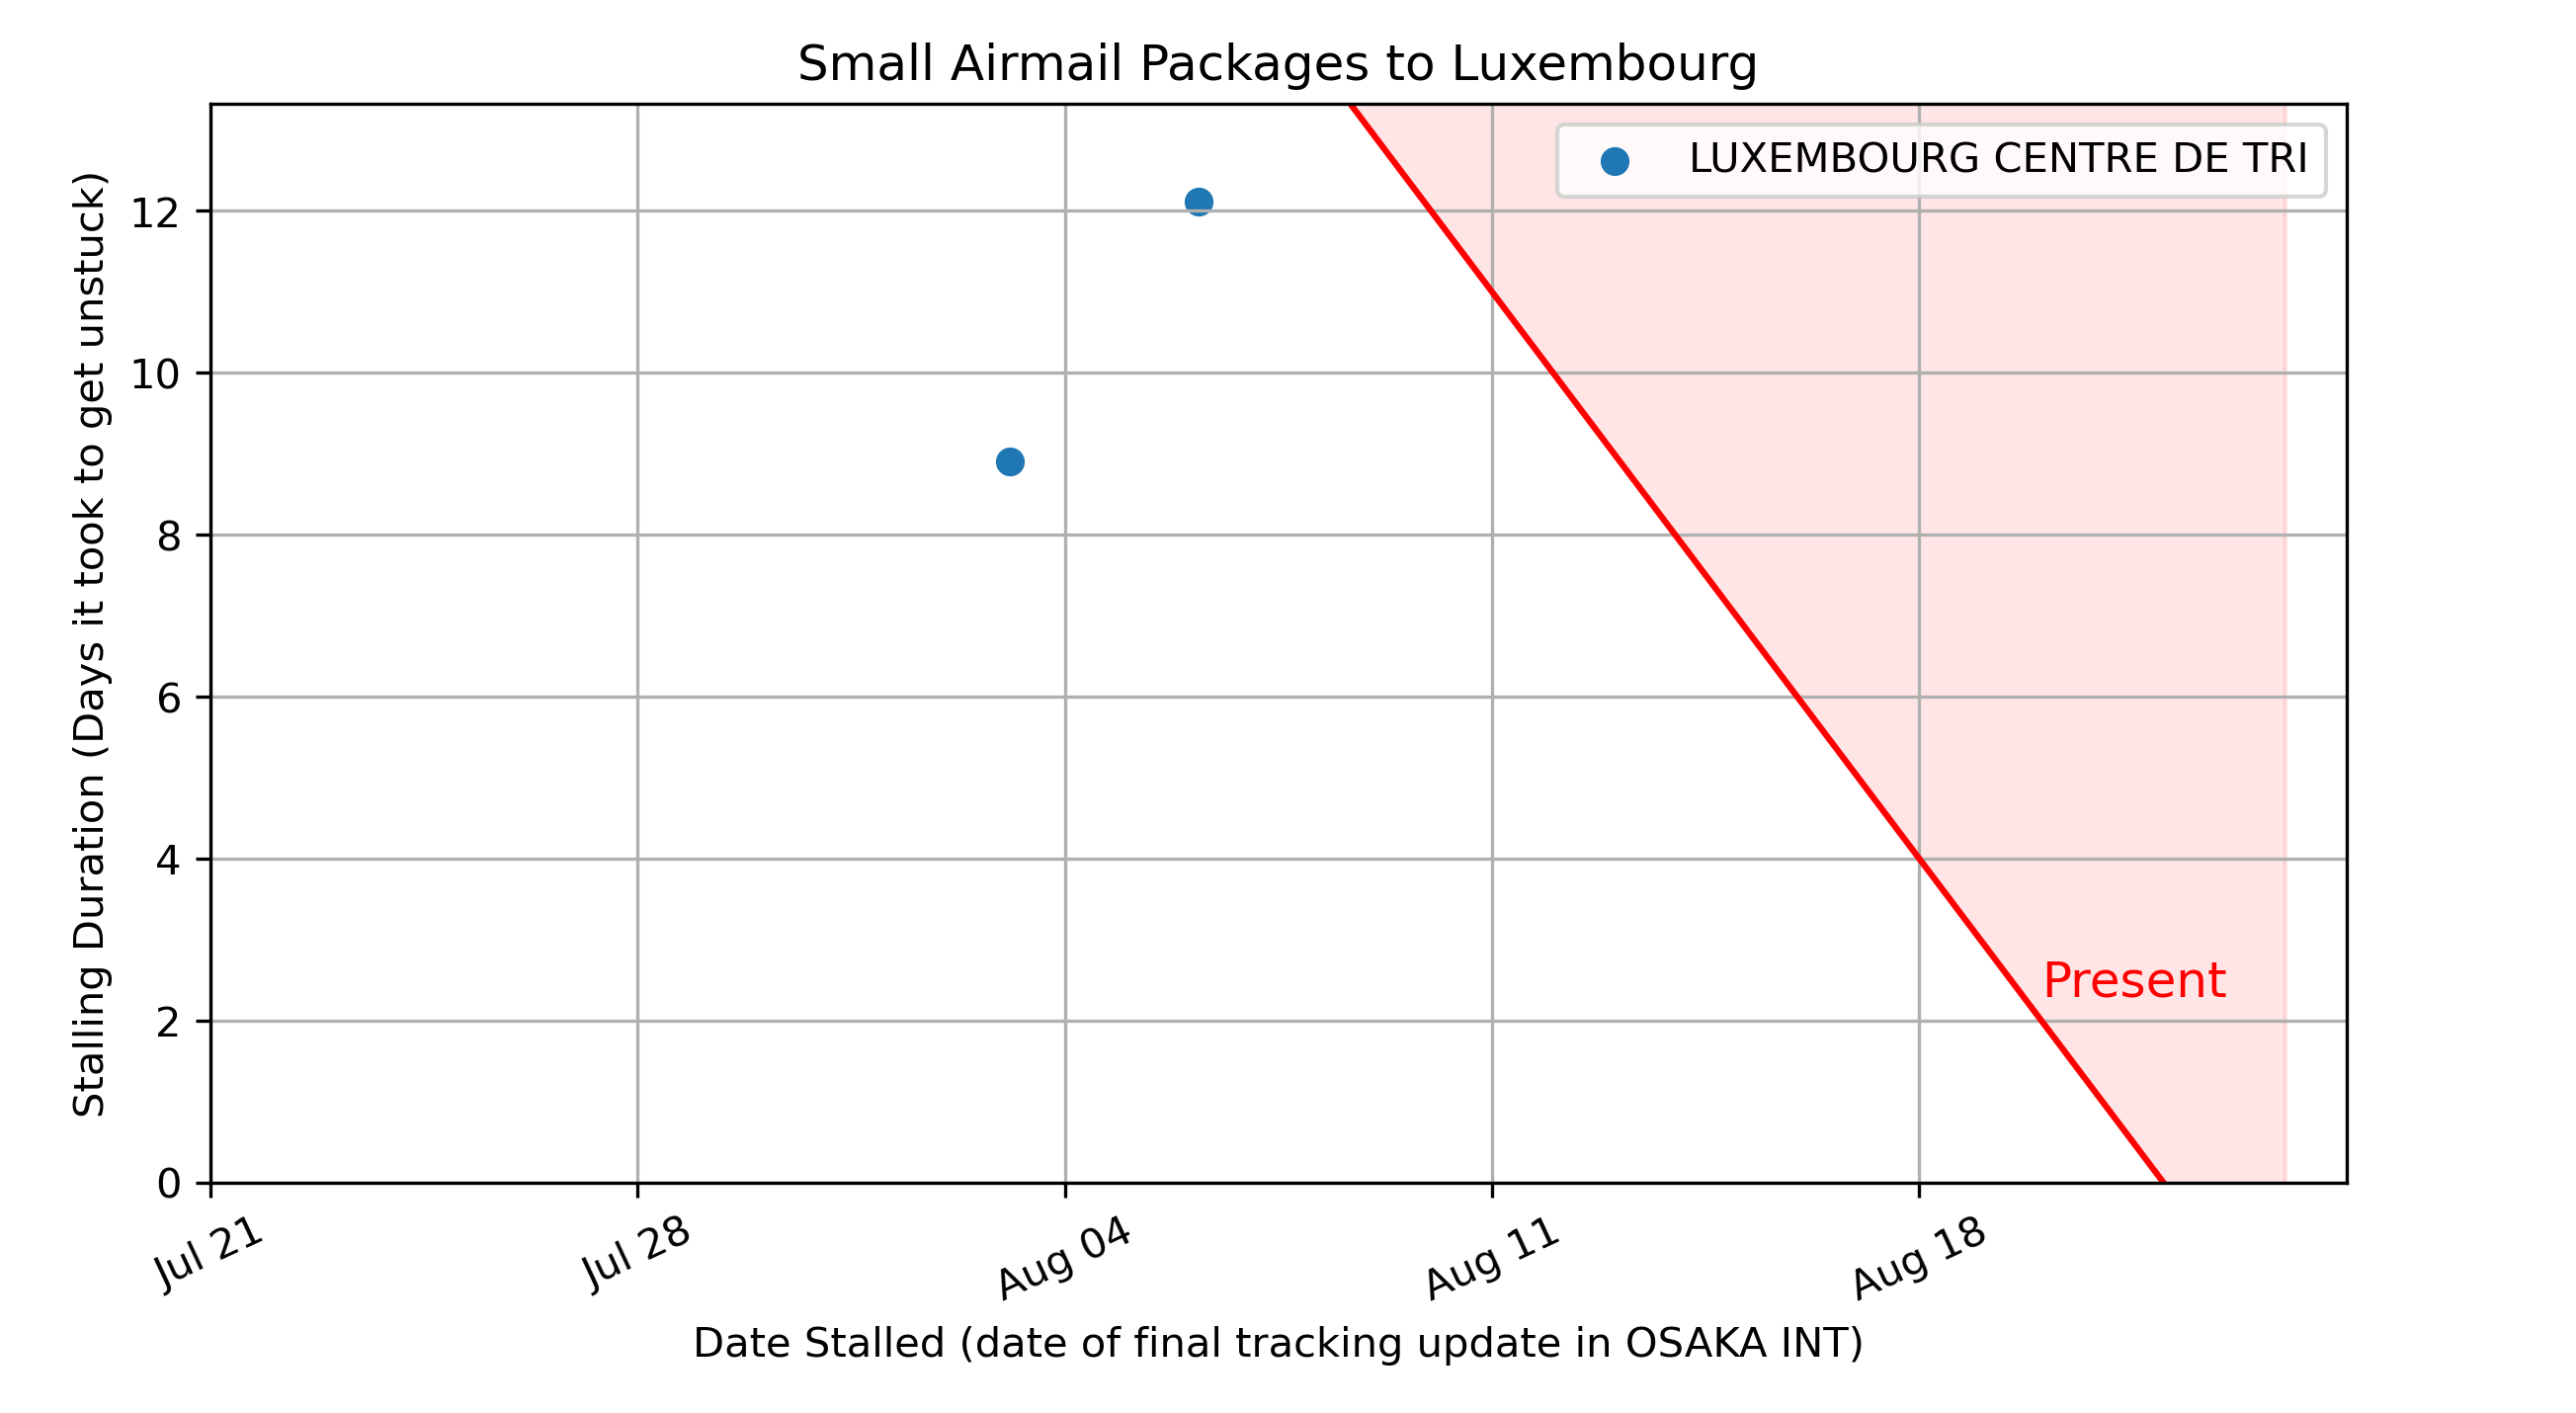 Small Airmail Packages to Luxembourg
LUXEMBOURG CENTRE DE TRI
Stalling Duration (Days it took to get unstuck)
12
10
8
6
4
2
0
Present
Jul 21
Jul 28
Aug 04
Aug 11
Aug 18
Date Stalled (date of final tracking update in OSAKA INT)